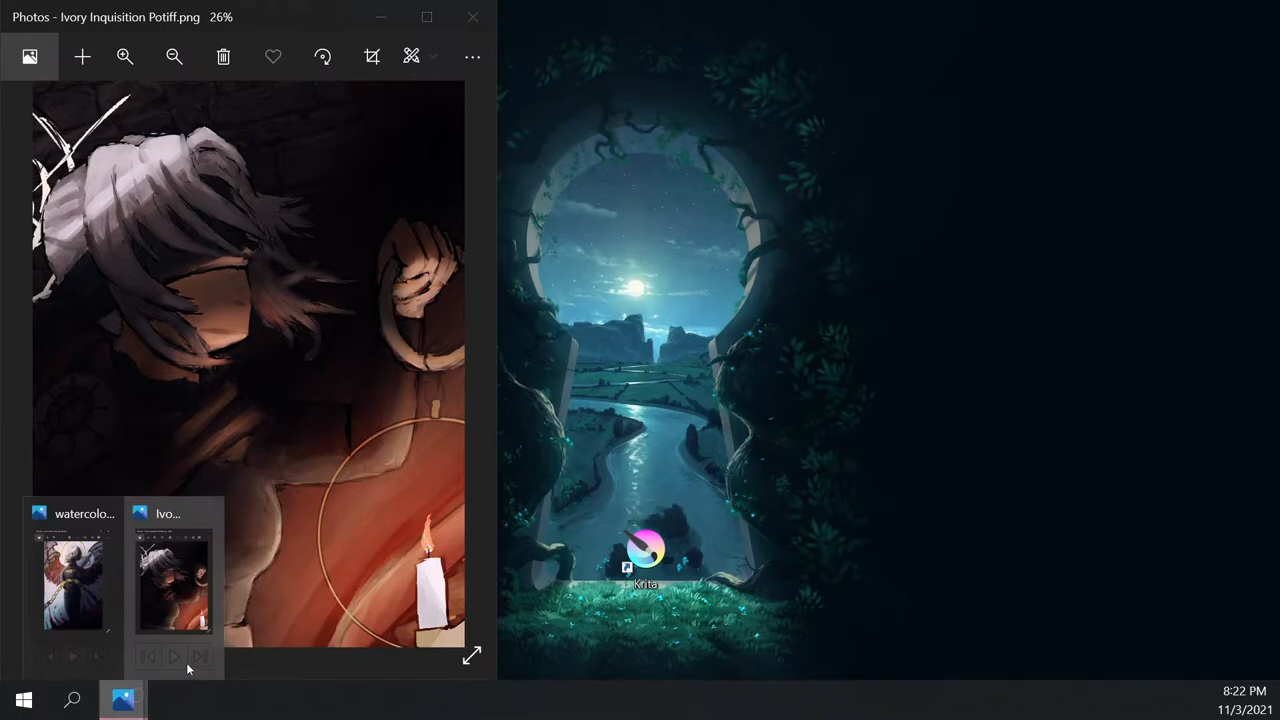 Photos - Ivory Inquisition Potiff.png 26%
watercolo...
Ivo...
Krita
8:22 PM
11/3/2021